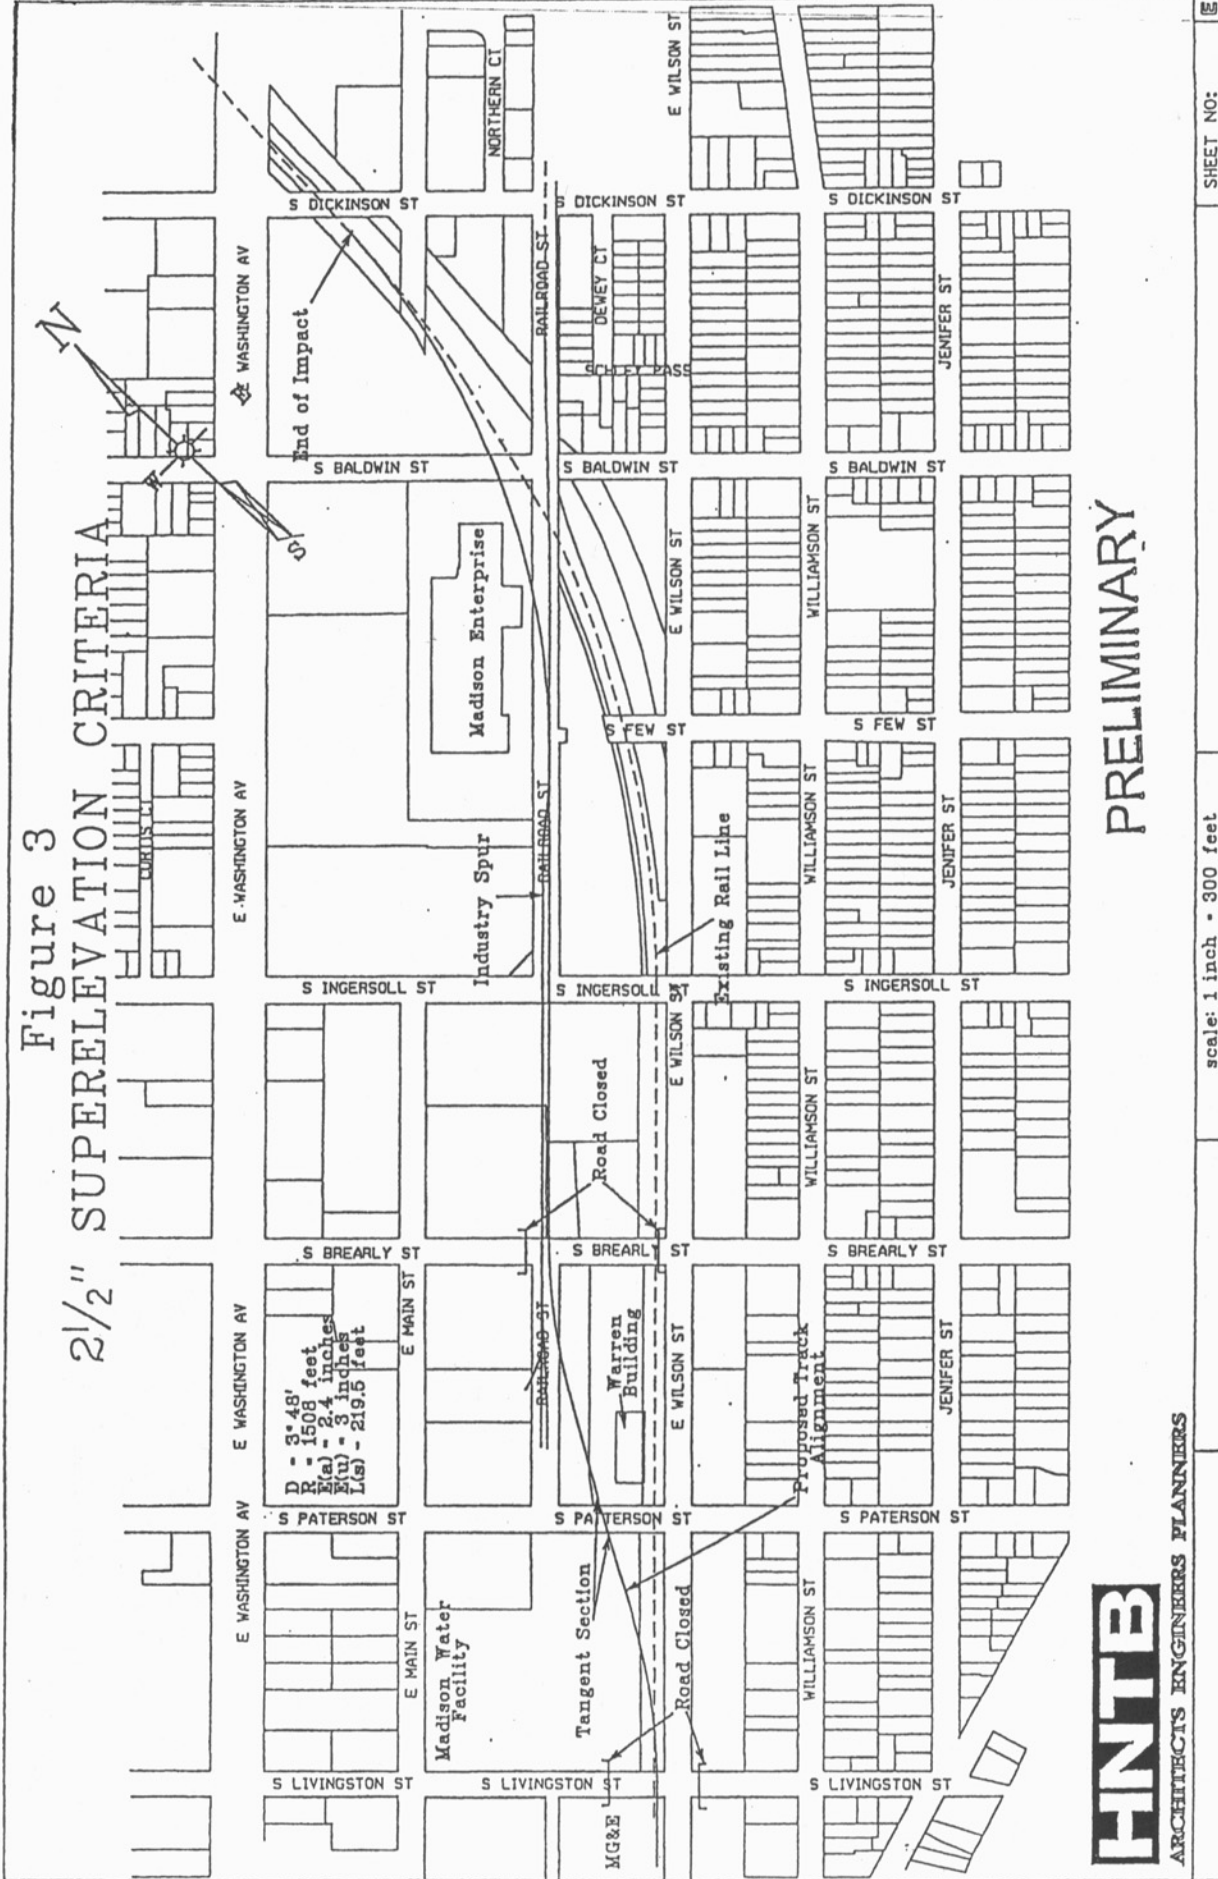 Figure 3
2 1/2" SUPERELEVATION CRITERIA
N
W
S
CURTIS CT
E WASHINGTON AV
E WASHINGTON AV
E WASHINGTON AV
E WASHINGTON AV
D - 3°48'
R - 1508 feet
E(a) - 2.4 inches
E(u) - 3 inches
L(s) - 219.5 feet
End of Impact
S DICKINSON ST
S DICKINSON ST
S DICKINSON ST
NORTHERN CT
S BALDWIN ST
S BALDWIN ST
S BALDWIN ST
S FEW ST
S FEW ST
S INGERSOLL ST
S INGERSOLL ST
S INGERSOLL ST
S BREARLY ST
S BREARLY ST
S BREARLY ST
S PATERSON ST
S PATERSON ST
S PATERSON ST
S LIVINGSTON ST
S LIVINGSTON ST
S LIVINGSTON ST
E MAIN ST
E MAIN ST
Madison Water
Facility
Madison Enterprise
Industry Spur
RAILROAD ST
RAILROAD ST
RAILROAD ST
DEWEY CT
SCHLEY PASS
Road Closed
Warren
Building
Tangent Section
MG&E
Road Closed
E WILSON ST
E WILSON ST
E WILSON ST
E WILSON ST
Existing Rail Line
Proposed Track
Alignment
WILLIAMSON ST
WILLIAMSON ST
WILLIAMSON ST
WILLIAMSON ST
JENIFER ST
JENIFER ST
JENIFER ST
PRELIMINARY
HNTB
ARCHITECTS ENGINEERS PLANNERS
scale: 1 inch - 300 feet
SHEET NO: